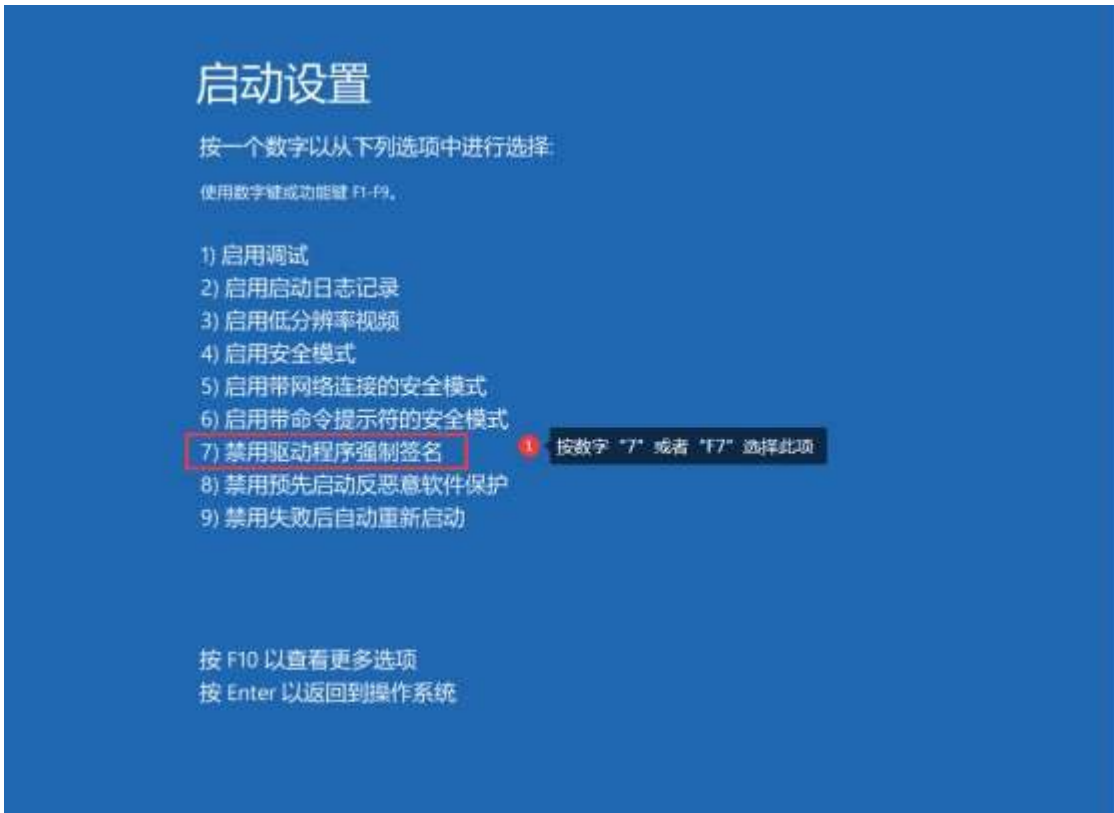 启动设置
按一个数字以从下列选项中进行选择:
使用数字键或功能键 F1-F9。
1) 启用调试
2) 启用启动日志记录
3) 启用低分辨率视频
4) 启用安全模式
5) 启用带网络连接的安全模式
6) 启用带命令提示符的安全模式
7) 禁用驱动程序强制签名
1 按数字 "7" 或者 "F7" 选择此项
8) 禁用预先启动反恶意软件保护
9) 禁用失败后自动重新启动
按 F10 以查看更多选项
按 Enter 以返回到操作系统